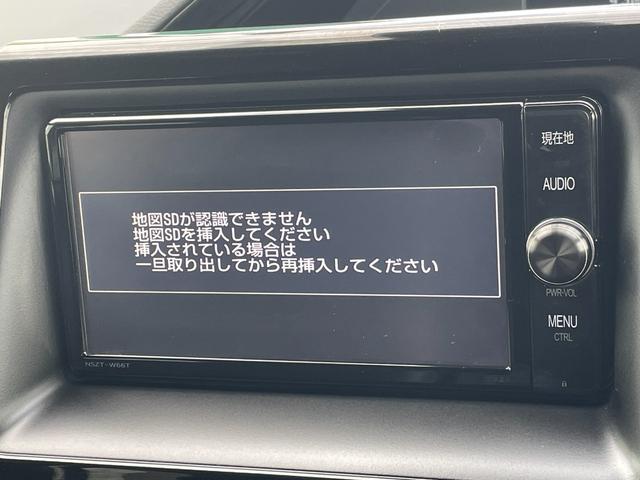 地図SDが認識できません
地図SDを挿入してください
挿入されている場合は
一旦取り出してから再挿入してください
現在地
AUDIO
PWR-VOL
MENU
CTRL
NSZT-W66T